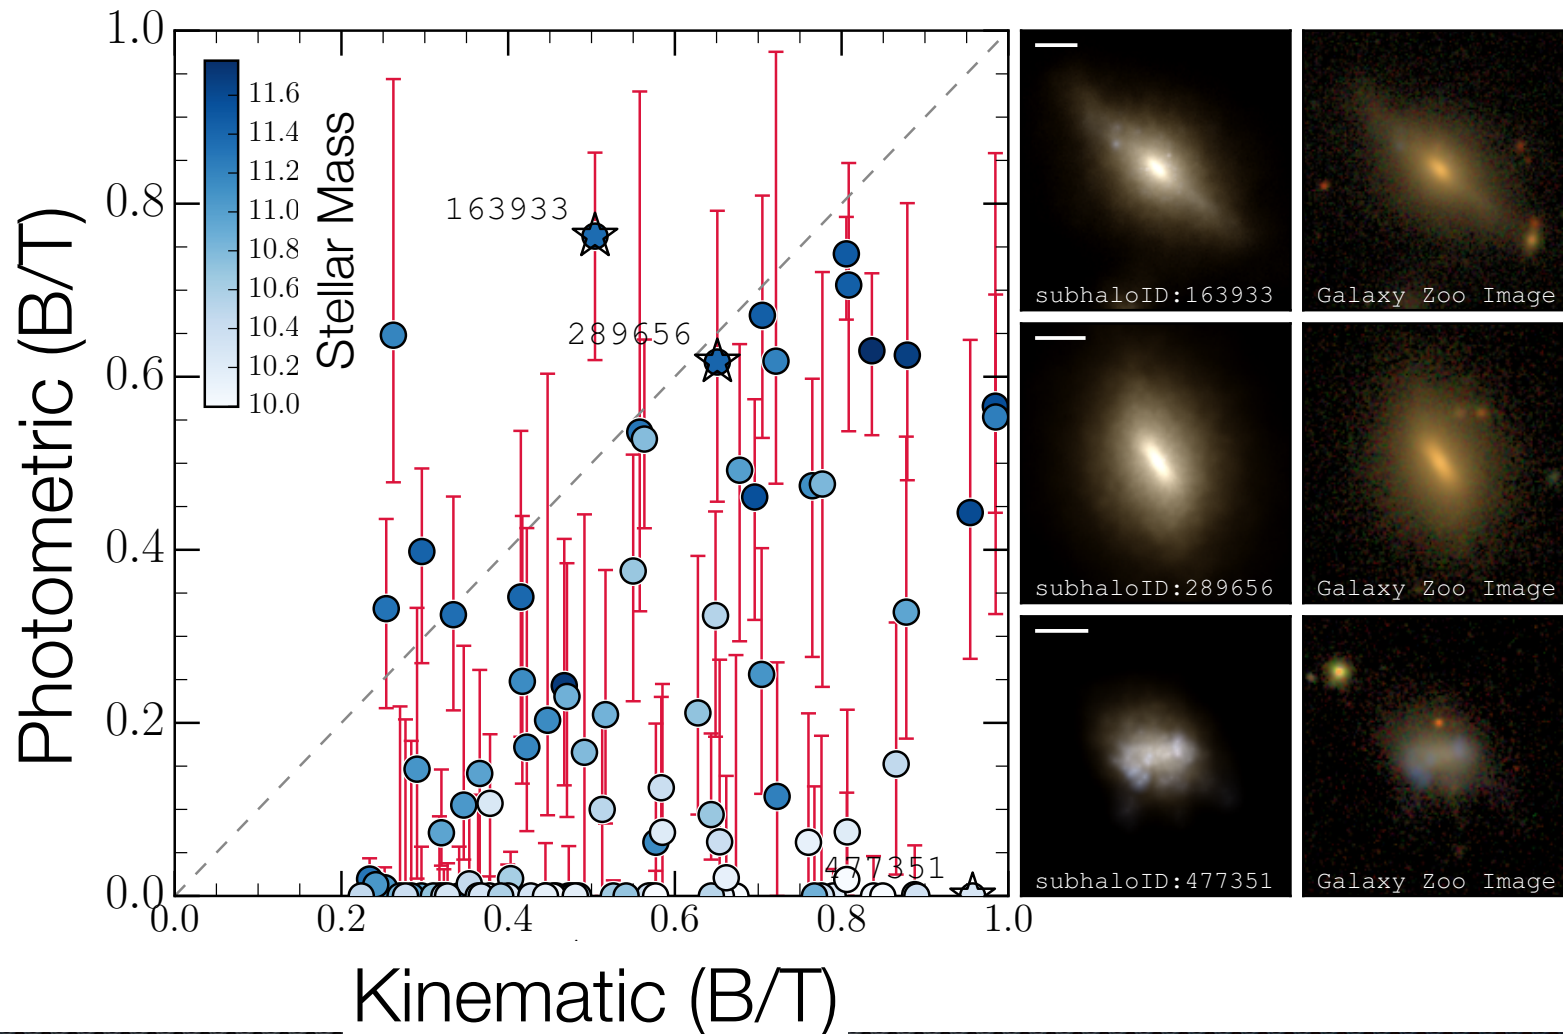 Photometric (B/T)
1.0
0.8
0.6
0.4
0.2
0.0
11.6
11.4
11.2
11.0
10.8
10.6
10.4
10.2
10.0
Stellar Mass
163933
289656
477351
0.0 0.2 0.4 0.6 0.8 1.0
Kinematic (B/T)
subhaloID:163933
Galaxy Zoo Image
subhaloID:289656
Galaxy Zoo Image
subhaloID:477351
Galaxy Zoo Image